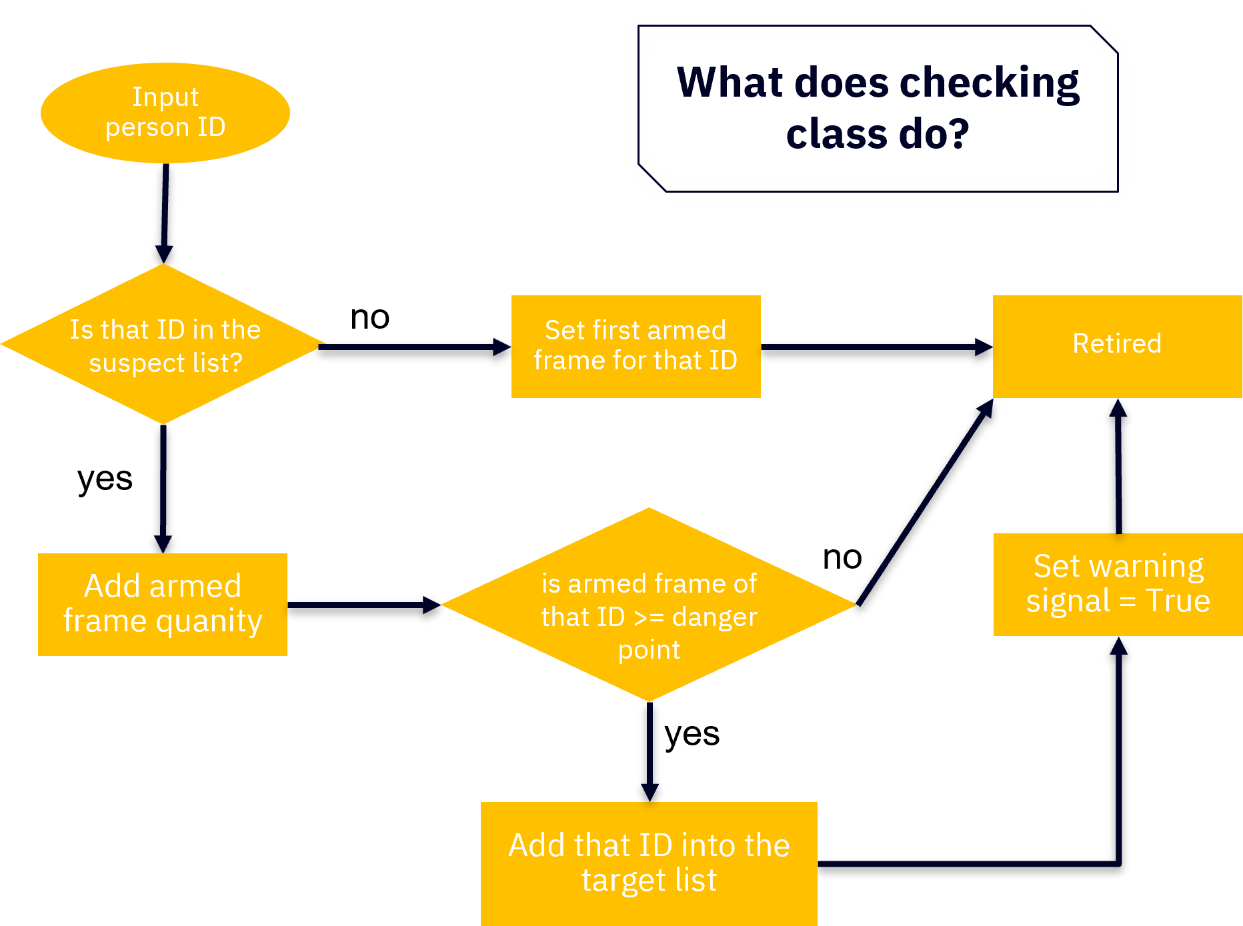 What does checking
class do?
Input
person ID
Is that ID in the
suspect list?
no
Set first armed
frame for that ID
Retired
yes
Add armed
frame quanity
is armed frame of
that ID >= danger
point
no
Set warning
signal = True
yes
Add that ID into the
target list